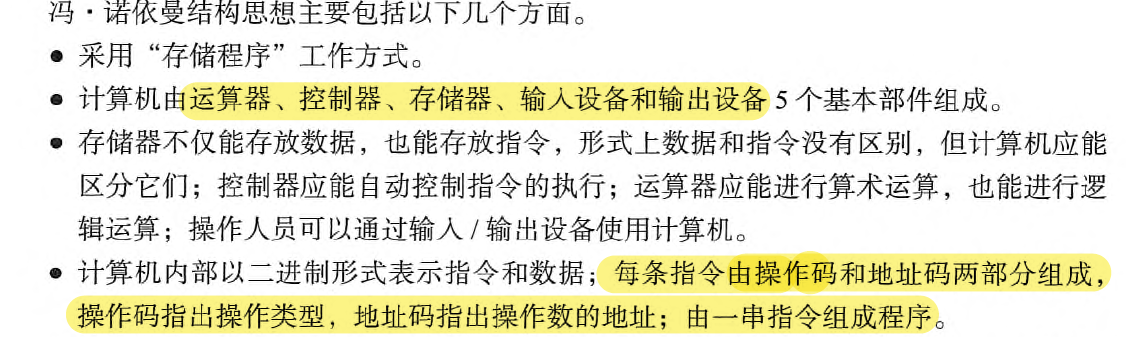 冯·诺依曼结构思想主要包括以下几个方面。
● 采用“存储程序”工作方式。
● 计算机由运算器、控制器、存储器、输入设备和输出设备 5 个基本部件组成。
● 存储器不仅能存放数据，也能存放指令，形式上数据和指令没有区别，但计算机应能
区分它们；控制器应能自动控制指令的执行；运算器应能进行算术运算，也能进行逻
辑运算；操作人员可以通过输入 / 输出设备使用计算机。
● 计算机内部以二进制形式表示指令和数据；每条指令由操作码和地址码两部分组成，
操作码指出操作类型，地址码指出操作数的地址；由一串指令组成程序。